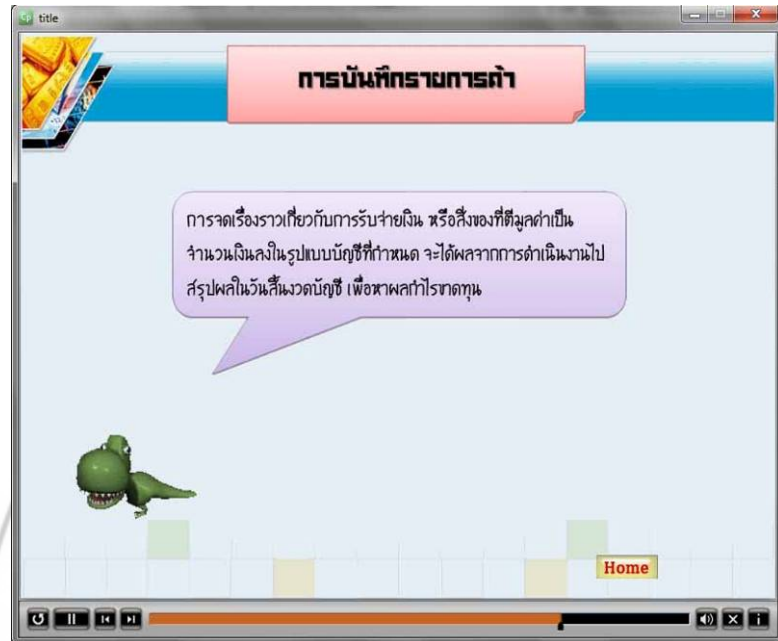 title
การบันทึกรายการค้า
การจดเรื่องราวเกี่ยวกับการรับจ่ายเงิน หรือสิ่งของที่ตีมูลค่าเป็น
จำนวนเงินลงในรูปแบบบัญชีที่กำหนด จะได้ผลจากการดำเนินงานไป
สรุปผลในวันสิ้นงวดบัญชี เพื่อหาผลกำไรขาดทุน
Home